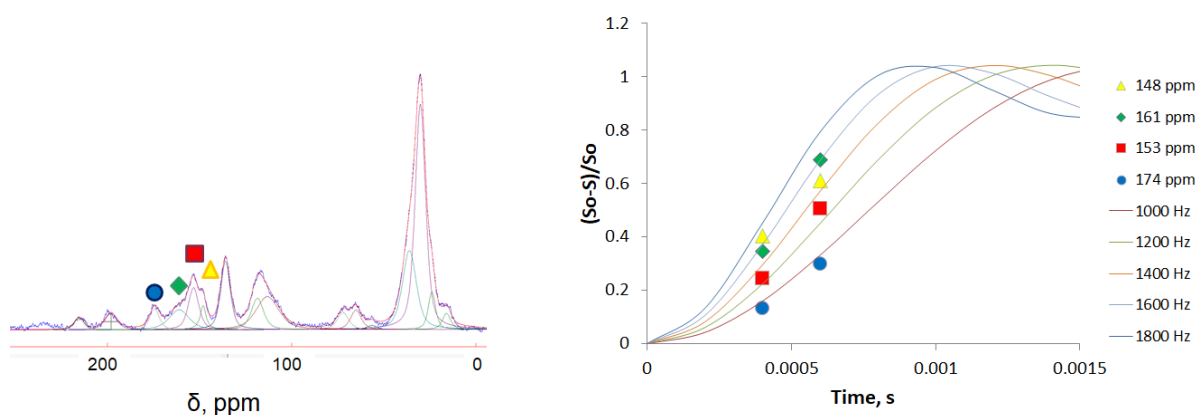 200
100
0
δ, ppm
1.2
1
0.8
0.6
0.4
0.2
0
(So-S)/So
0
0.0005
0.001
0.0015
Time, s
148 ppm
161 ppm
153 ppm
174 ppm
1000 Hz
1200 Hz
1400 Hz
1600 Hz
1800 Hz